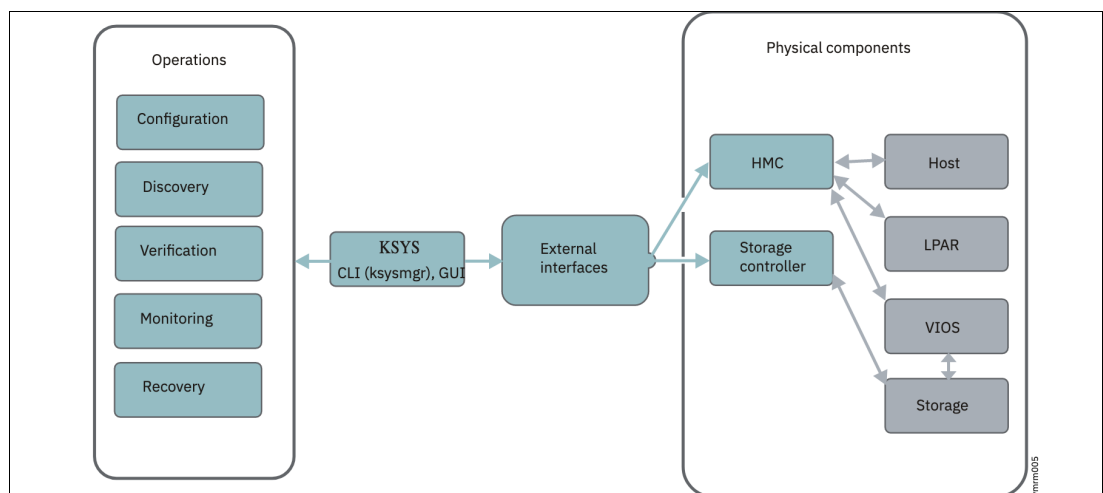 Operations
Configuration
Discovery
Verification
Monitoring
Recovery
KSYS
CLI (ksysmgr), GUI
External
interfaces
Physical components
HMC
Storage
controller
Host
LPAR
VIOS
Storage